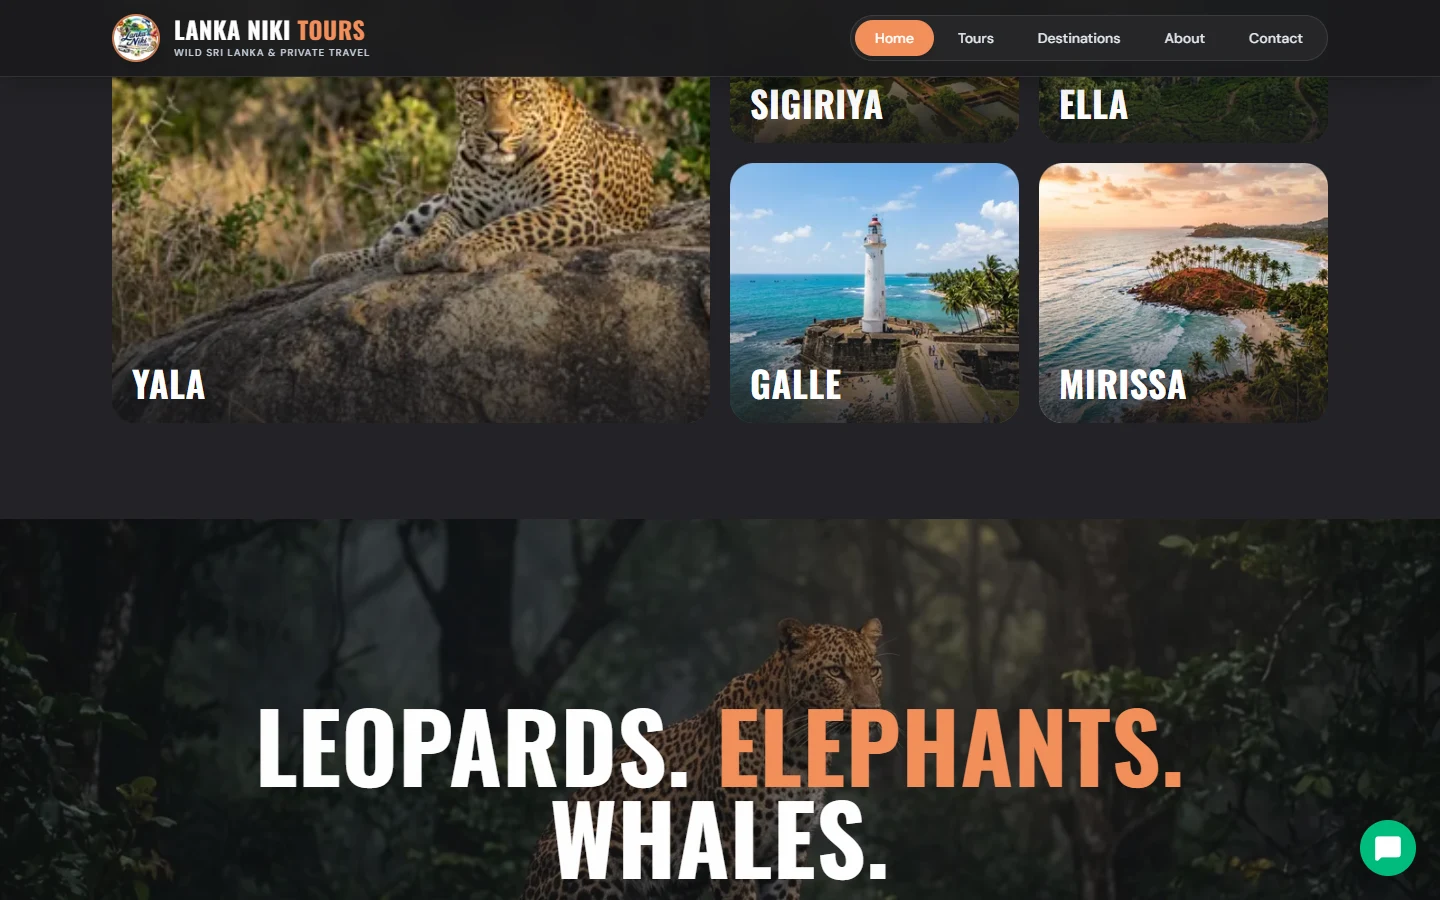 LANKA NIKI TOURS
WILD SRI LANKA & PRIVATE TRAVEL
Home
Tours
Destinations
About
Contact
SIGIRIYA
ELLA
YALA
GALLE
MIRISSA
LEOPARDS. ELEPHANTS.
WHALES.